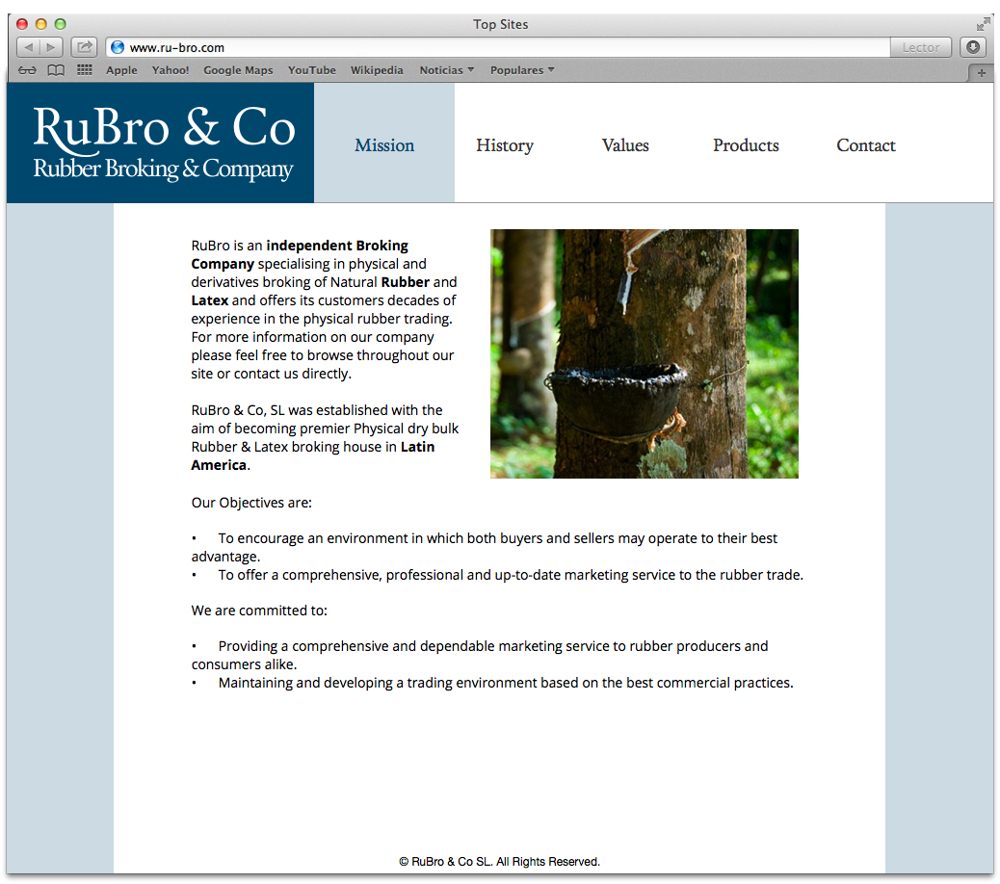 Top Sites
www.ru-bro.com
Lector
Apple Yahoo! Google Maps YouTube Wikipedia Noticias Populares
RuBro & Co
Rubber Broking & Company
Mission History Values Products Contact
RuBro is an independent Broking
Company specialising in physical and
derivatives broking of Natural Rubber and
Latex and offers its customers decades of
experience in the physical rubber trading.
For more information on our company
please feel free to browse throughout our
site or contact us directly.
RuBro & Co, SL was established with the
aim of becoming premier Physical dry bulk
Rubber & Latex broking house in Latin
America.
Our Objectives are:
• To encourage an environment in which both buyers and sellers may operate to their best
advantage.
• To offer a comprehensive, professional and up-to-date marketing service to the rubber trade.
We are committed to:
• Providing a comprehensive and dependable marketing service to rubber producers and
consumers alike.
• Maintaining and developing a trading environment based on the best commercial practices.
© RuBro & Co SL. All Rights Reserved.